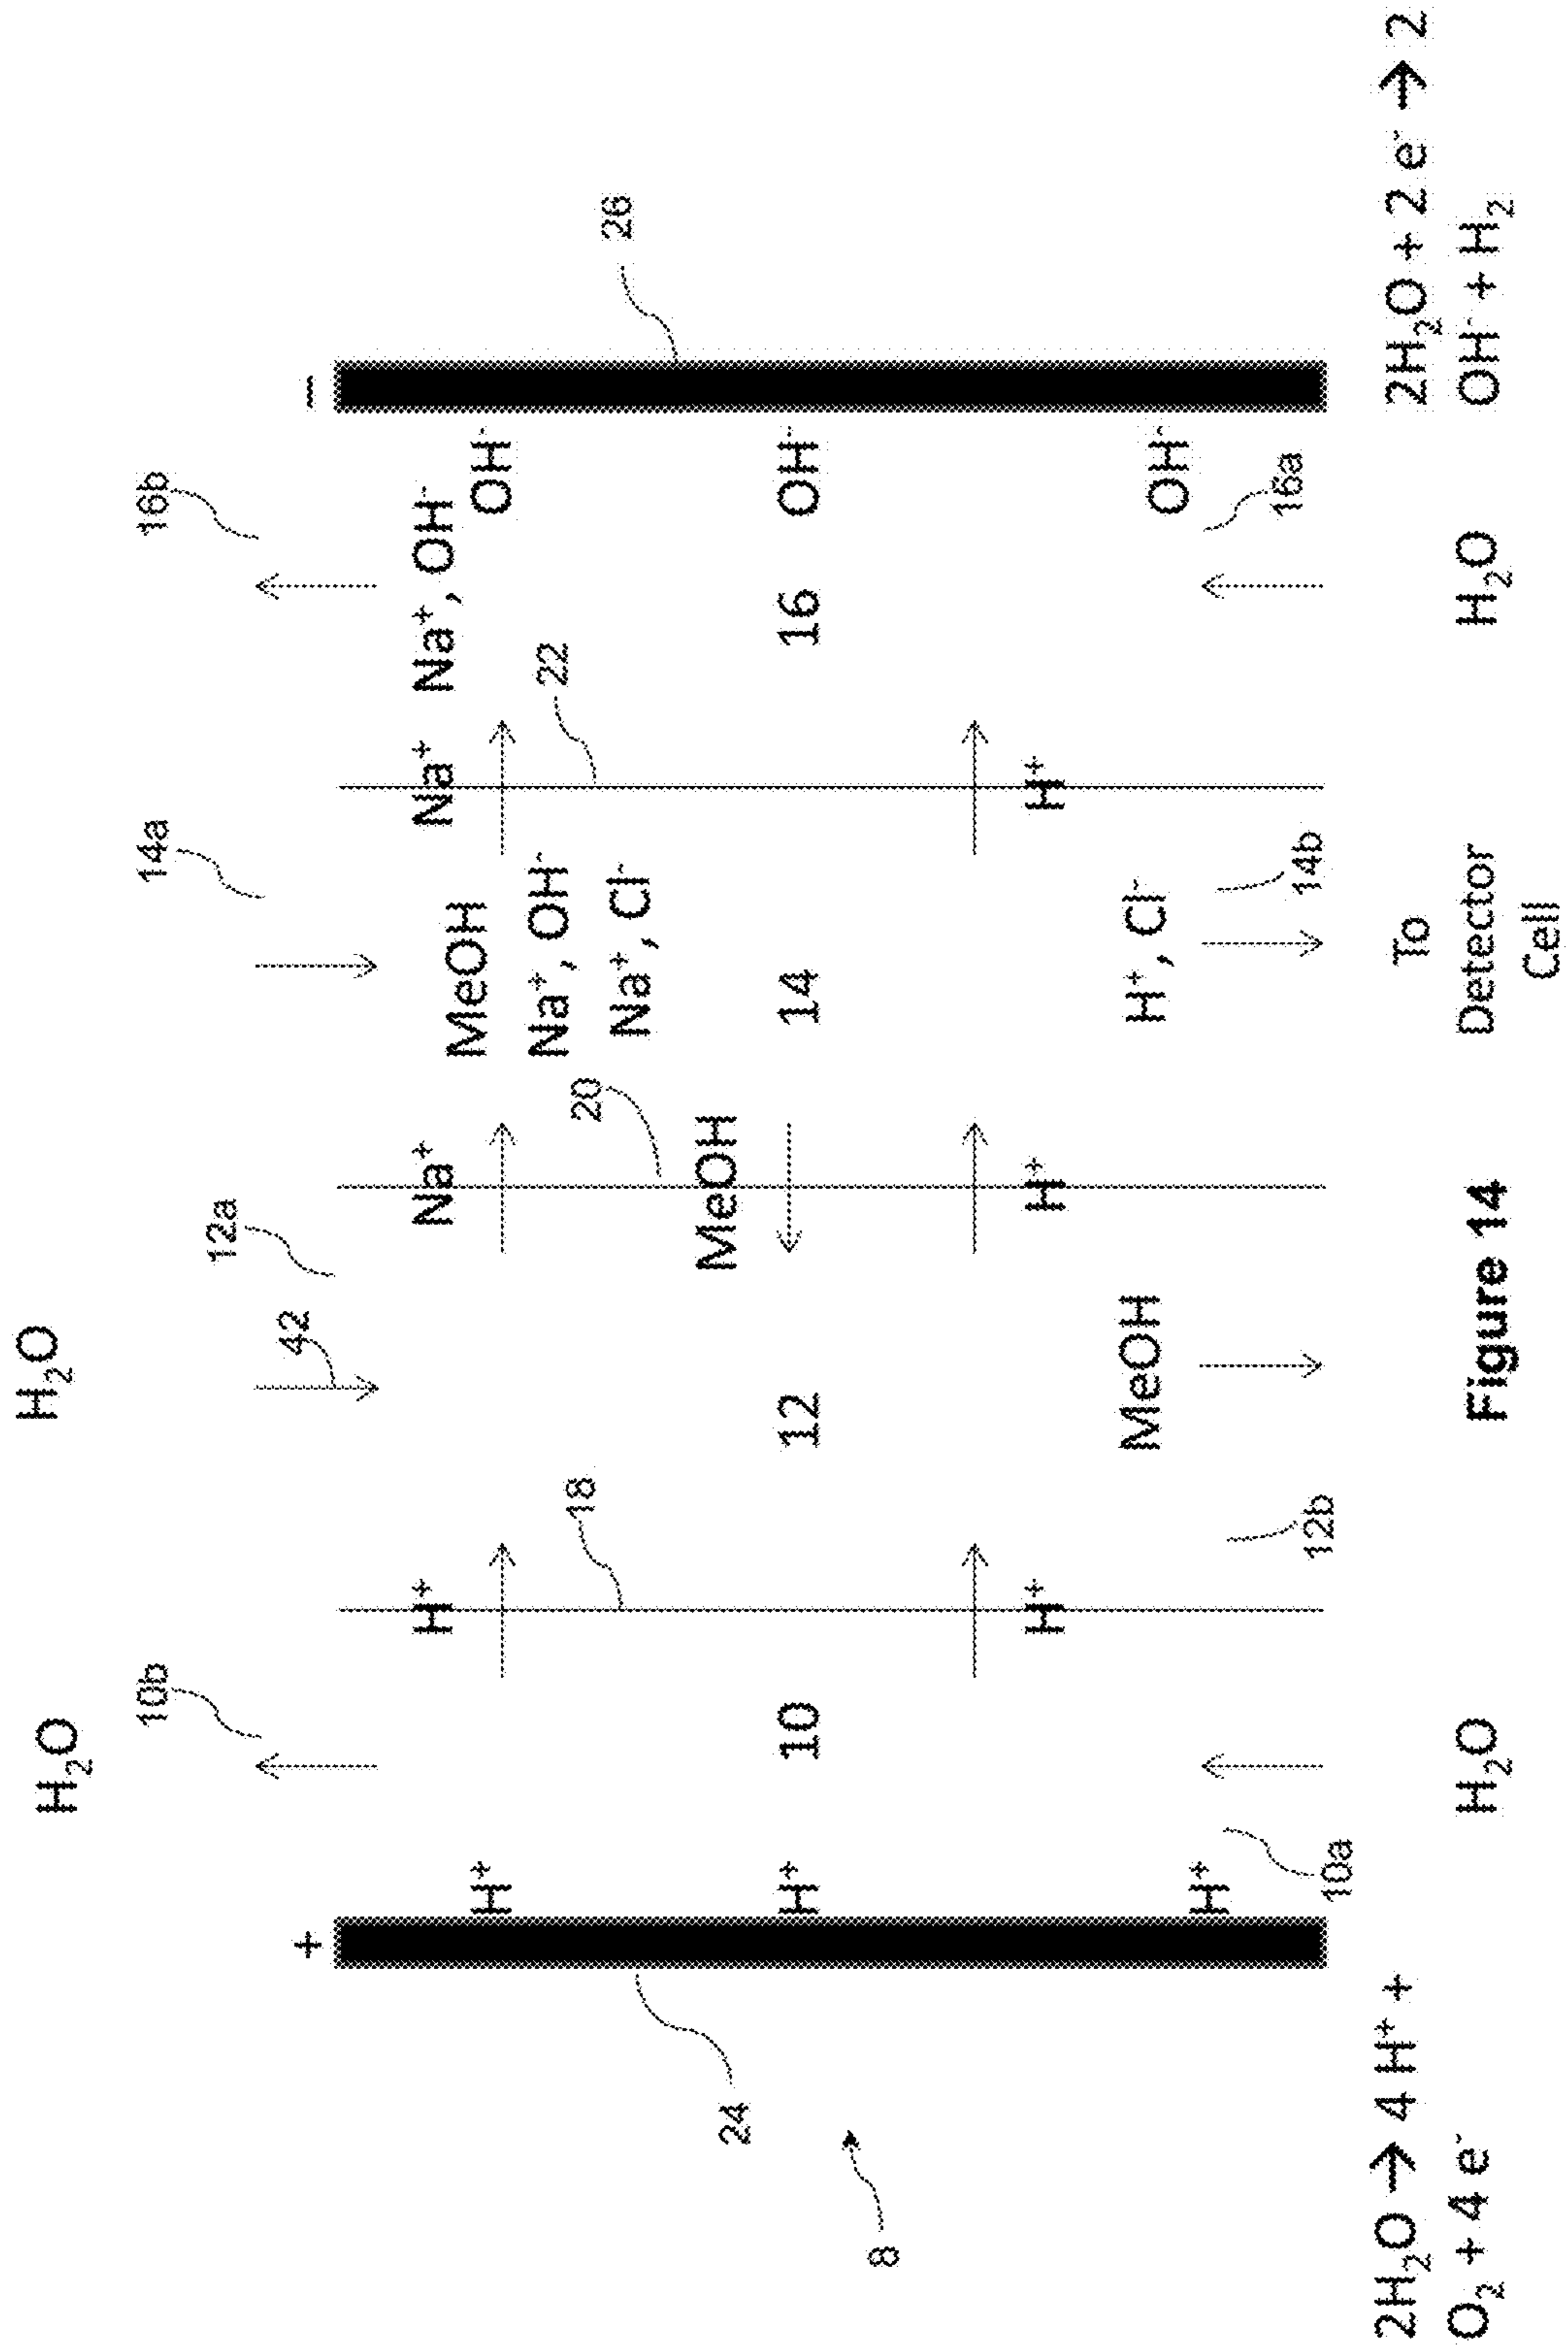 H₂O
H₂O
10b
42
12a
14a
16b
+
–
H⁺
H⁺
Na⁺
Na⁺
Na⁺, OH⁻
MeOH
OH⁻
Na⁺, OH⁻
Na⁺, Cl⁻
18
20
22
26
24
MeOH
H⁺
10
12
14
16
OH⁻
8
H⁺
H⁺
H⁺
MeOH
H⁺, Cl⁻
OH⁻
H⁺
10a
12b
14b
16a
2H₂O → 4 H⁺ +
O₂ + 4 e⁻
H₂O
Figure 14
To
Detector
Cell
H₂O
2H₂O + 2 e⁻ → 2
OH⁻ + H₂